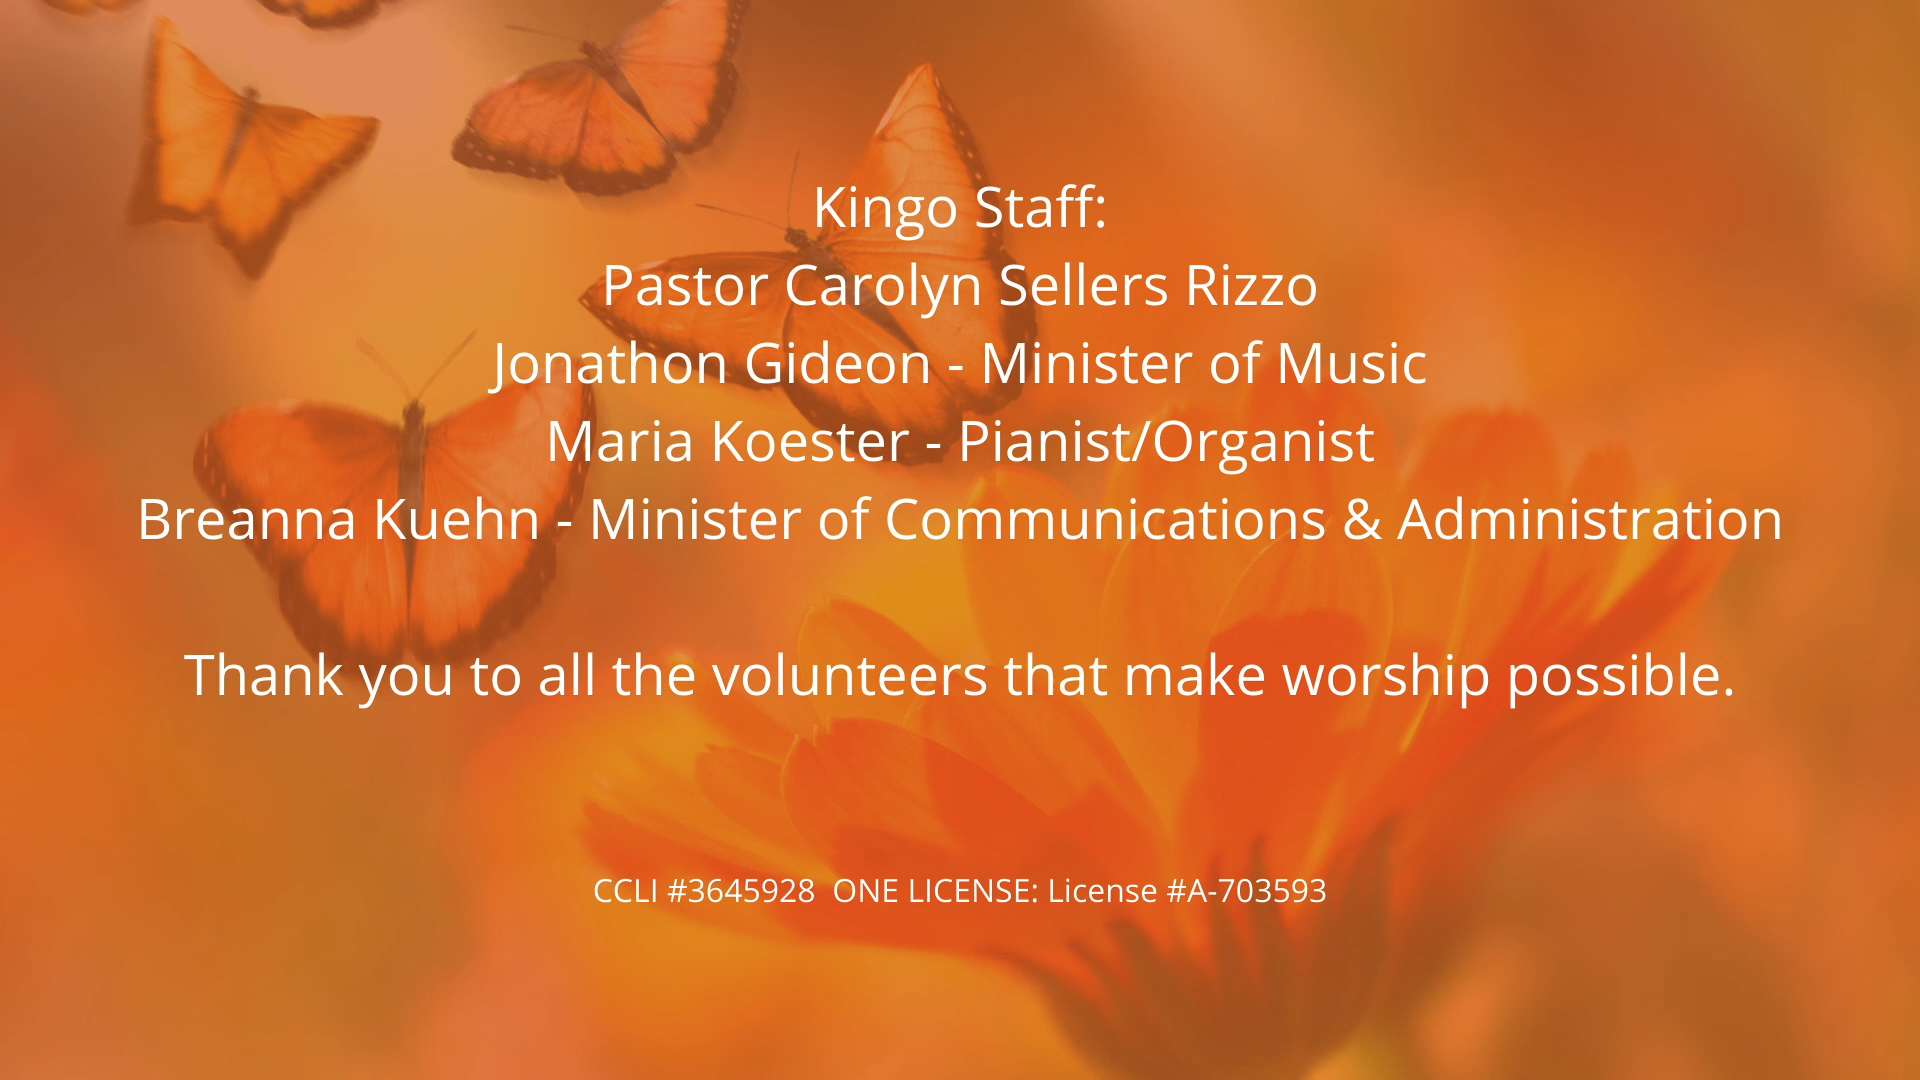 Kingo Staff:
Pastor Carolyn Sellers Rizzo
Jonathon Gideon - Minister of Music
Maria Koester - Pianist/Organist
Breanna Kuehn - Minister of Communications & Administration
Thank you to all the volunteers that make worship possible.
CCLI #3645928  ONE LICENSE: License #A-703593